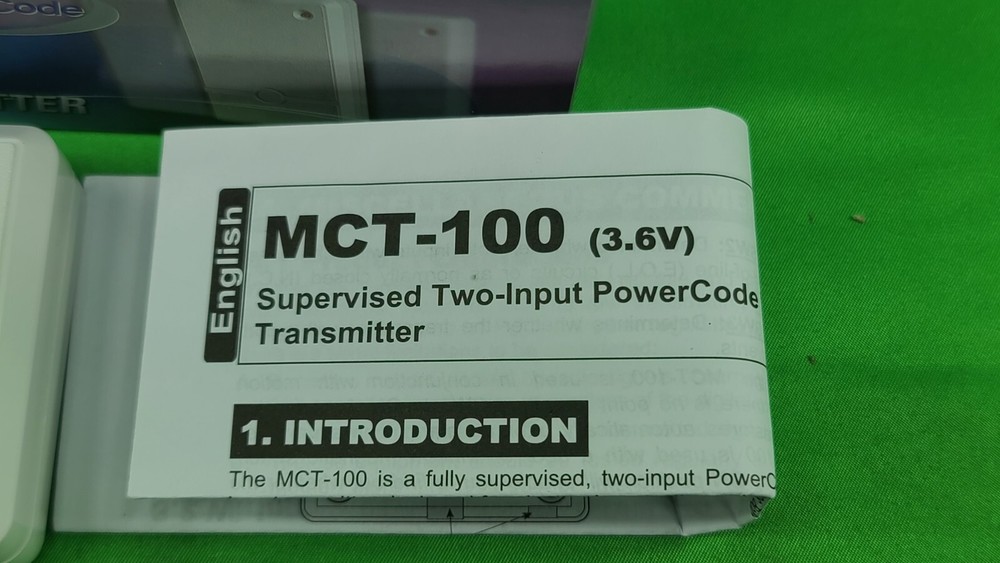 Code
TTER
English
MCT-100 (3.6V)
Supervised Two-Input PowerCode
Transmitter
1. INTRODUCTION
The MCT-100 is a fully supervised, two-input PowerC